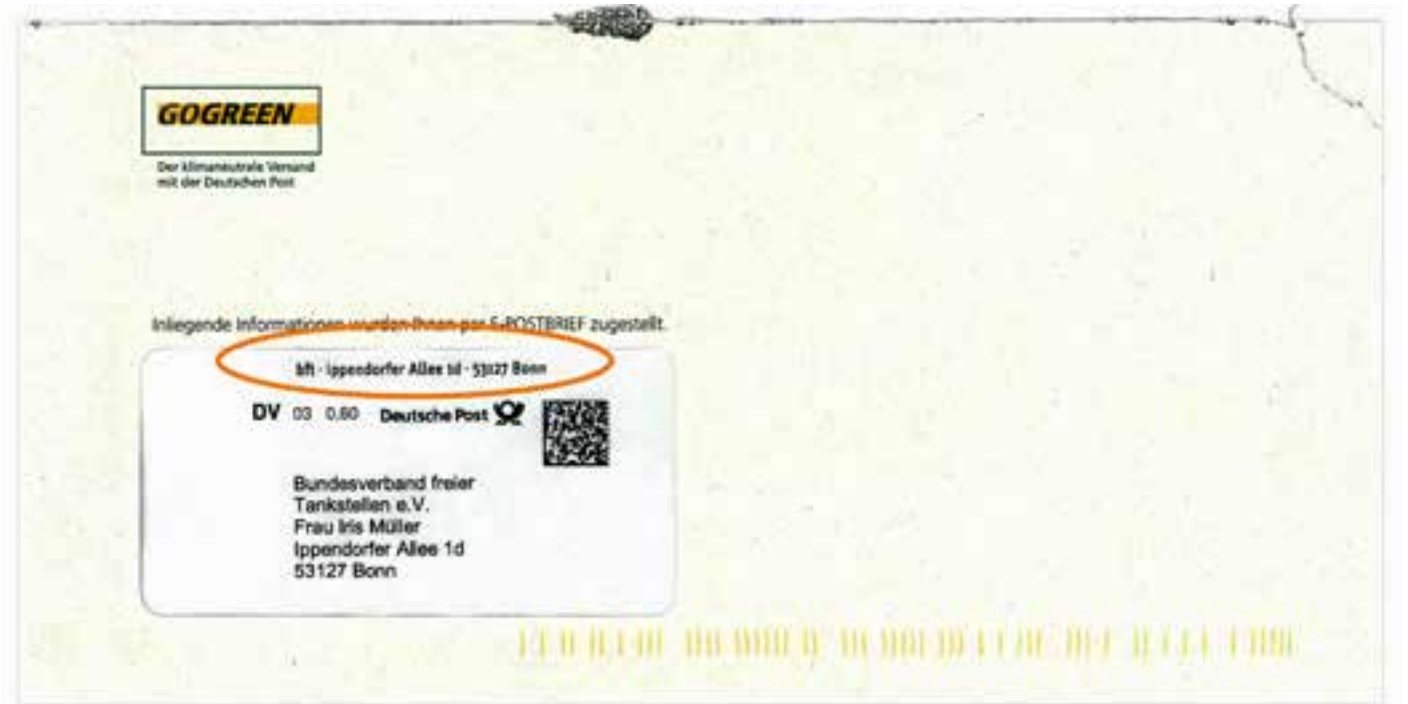 GOGREEN
Der klimaneutrale Versand
mit der Deutschen Post
Inliegende Informationen wurden Ihnen per E-POSTBRIEF zugestellt.
bft · Ippendorfer Allee 1d · 53127 Bonn
DV 03 0,60 Deutsche Post
Bundesverband freier
Tankstellen e.V.
Frau Iris Müller
Ippendorfer Allee 1d
53127 Bonn